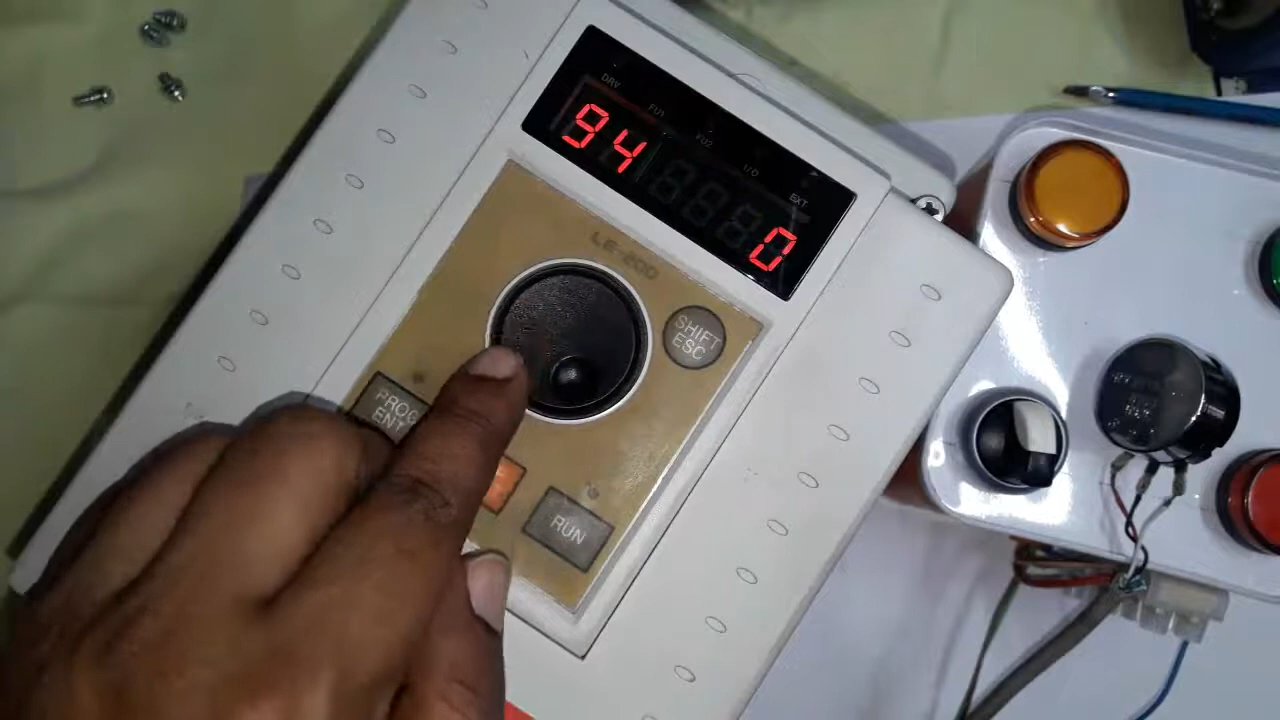 DRV
FU1
FU2
I/O
EXT
94 0
LE-200
SHIFT
ESC
PROG
ENT
RUN